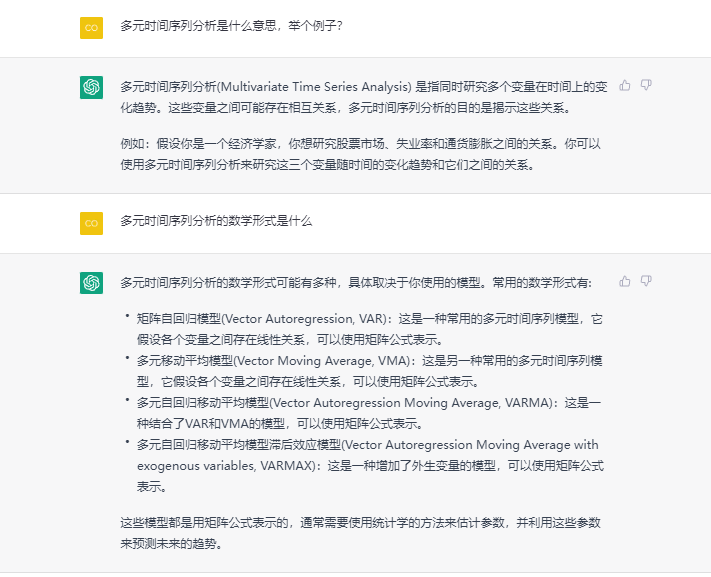 CO
多元时间序列分析是什么意思，举个例子？
多元时间序列分析(Multivariate Time Series Analysis) 是指同时研究多个变量在时间上的变
化趋势。这些变量之间可能存在相互关系，多元时间序列分析的目的是揭示这些关系。
例如：假设你是一个经济学家，你想研究股票市场、失业率和通货膨胀之间的关系。你可以
使用多元时间序列分析来研究这三个变量随时间的变化趋势和它们之间的关系。
CO
多元时间序列分析的数学形式是什么
多元时间序列分析的数学形式可能有多种，具体取决于你使用的模型。常用的数学形式有:
• 矩阵自回归模型(Vector Autoregression, VAR)：这是一种常用的多元时间序列模型，它
假设各个变量之间存在线性关系，可以使用矩阵公式表示。
• 多元移动平均模型(Vector Moving Average, VMA)：这是另一种常用的多元时间序列模
型，它假设各个变量之间存在线性关系，可以使用矩阵公式表示。
• 多元自回归移动平均模型(Vector Autoregression Moving Average, VARMA)：这是一
种结合了VAR和VMA的模型，可以使用矩阵公式表示。
• 多元自回归移动平均模型滞后效应模型(Vector Autoregression Moving Average with
exogenous variables, VARMAX)：这是一种增加了外生变量的模型，可以使用矩阵公式
表示。
这些模型都是用矩阵公式表示的，通常需要使用统计学的方法来估计参数，并利用这些参数
来预测未来的趋势。